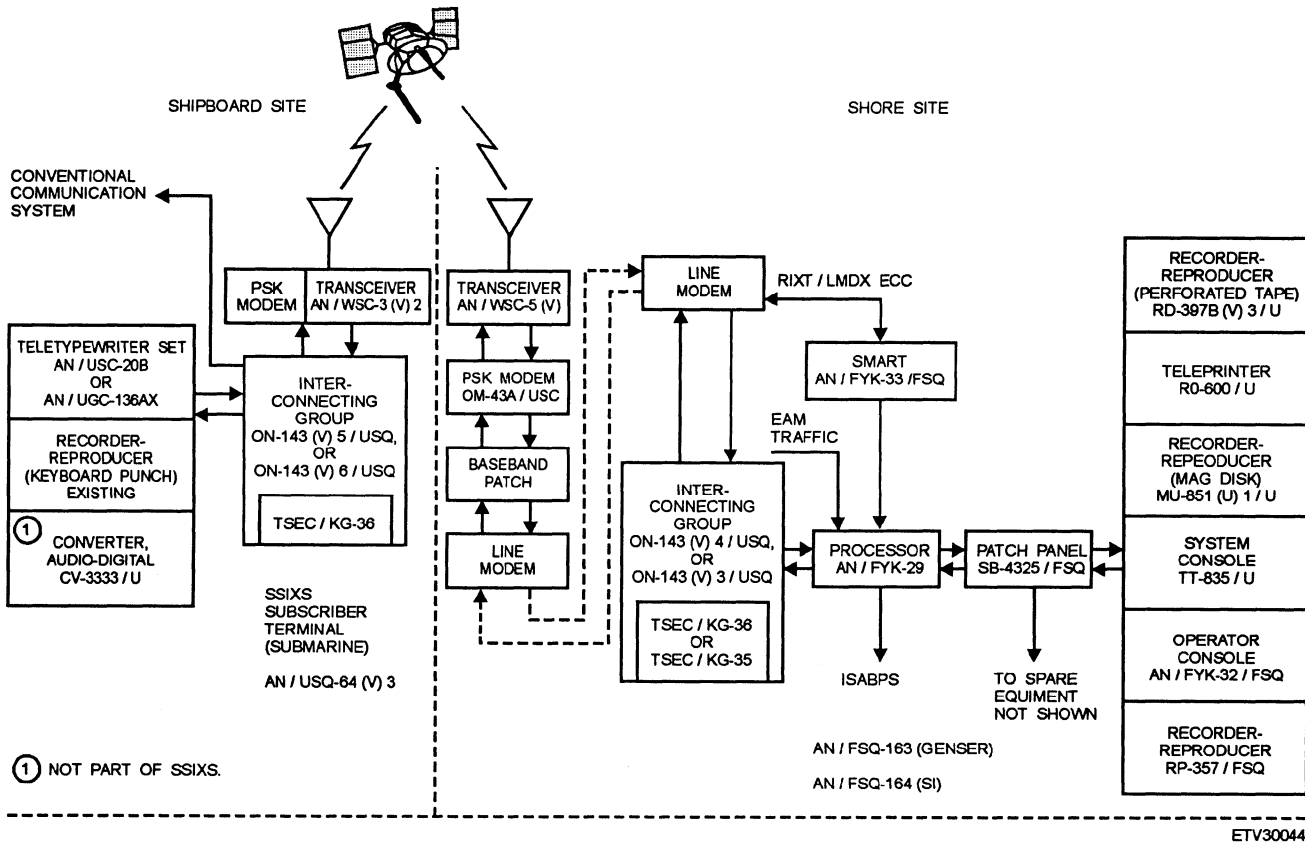 SHIPBOARD SITE
SHORE SITE
CONVENTIONAL
COMMUNICATION
SYSTEM
PSK
MODEM
TRANSCEIVER
AN / WSC-3 (V) 2
TELETYPEWRITER SET
AN / USC-20B
OR
AN / UGC-136AX
RECORDER-
REPRODUCER
(KEYBOARD PUNCH)
EXISTING
1
CONVERTER,
AUDIO-DIGITAL
CV-3333 / U
INTER-
CONNECTING
GROUP
ON-143 (V) 5 / USQ,
OR
ON-143 (V) 6 / USQ
TSEC / KG-36
SSIXS
SUBSCRIBER
TERMINAL
(SUBMARINE)
AN / USQ-64 (V) 3
1 NOT PART OF SSIXS.
TRANSCEIVER
AN / WSC-5 (V)
PSK MODEM
OM-43A / USC
BASEBAND
PATCH
LINE
MODEM
LINE
MODEM
RIXT / LMDX ECC
SMART
AN / FYK-33 /FSQ
EAM
TRAFFIC
INTER-
CONNECTING
GROUP
ON-143 (V) 4 / USQ,
OR
ON-143 (V) 3 / USQ
TSEC / KG-36
OR
TSEC / KG-35
PROCESSOR
AN / FYK-29
PATCH PANEL
SB-4325 / FSQ
ISABPS
TO SPARE
EQUIMENT
NOT SHOWN
AN / FSQ-163 (GENSER)
AN / FSQ-164 (SI)
RECORDER-
REPRODUCER
(PERFORATED TAPE)
RD-397B (V) 3 / U
TELEPRINTER
R0-600 / U
RECORDER-
REPEODUCER
(MAG DISK)
MU-851 (U) 1 / U
SYSTEM
CONSOLE
TT-835 / U
OPERATOR
CONSOLE
AN / FYK-32 / FSQ
RECORDER-
REPRODUCER
RP-357 / FSQ
ETV30044